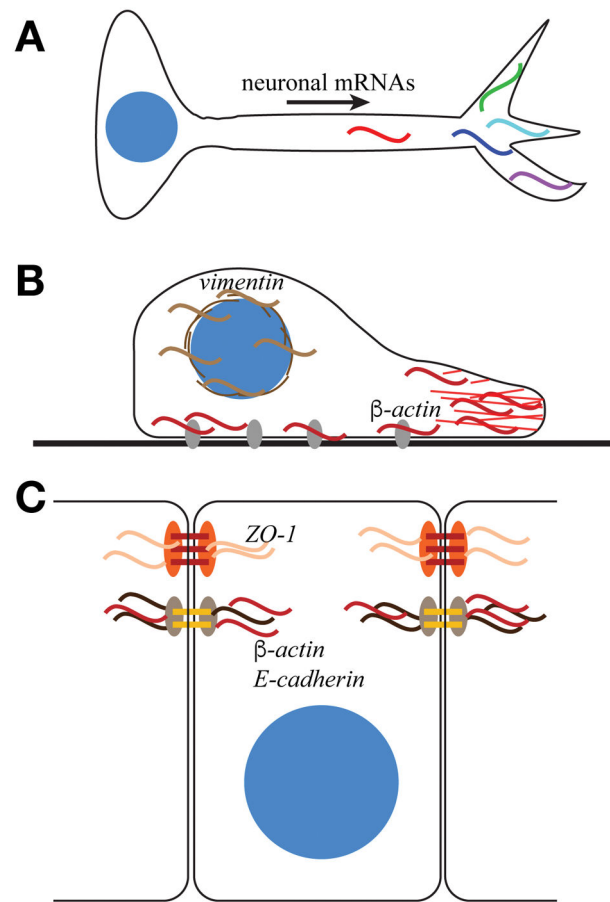 A
neuronal mRNAs
B
vimentin
β-actin
C
ZO-1
β-actin
E-cadherin